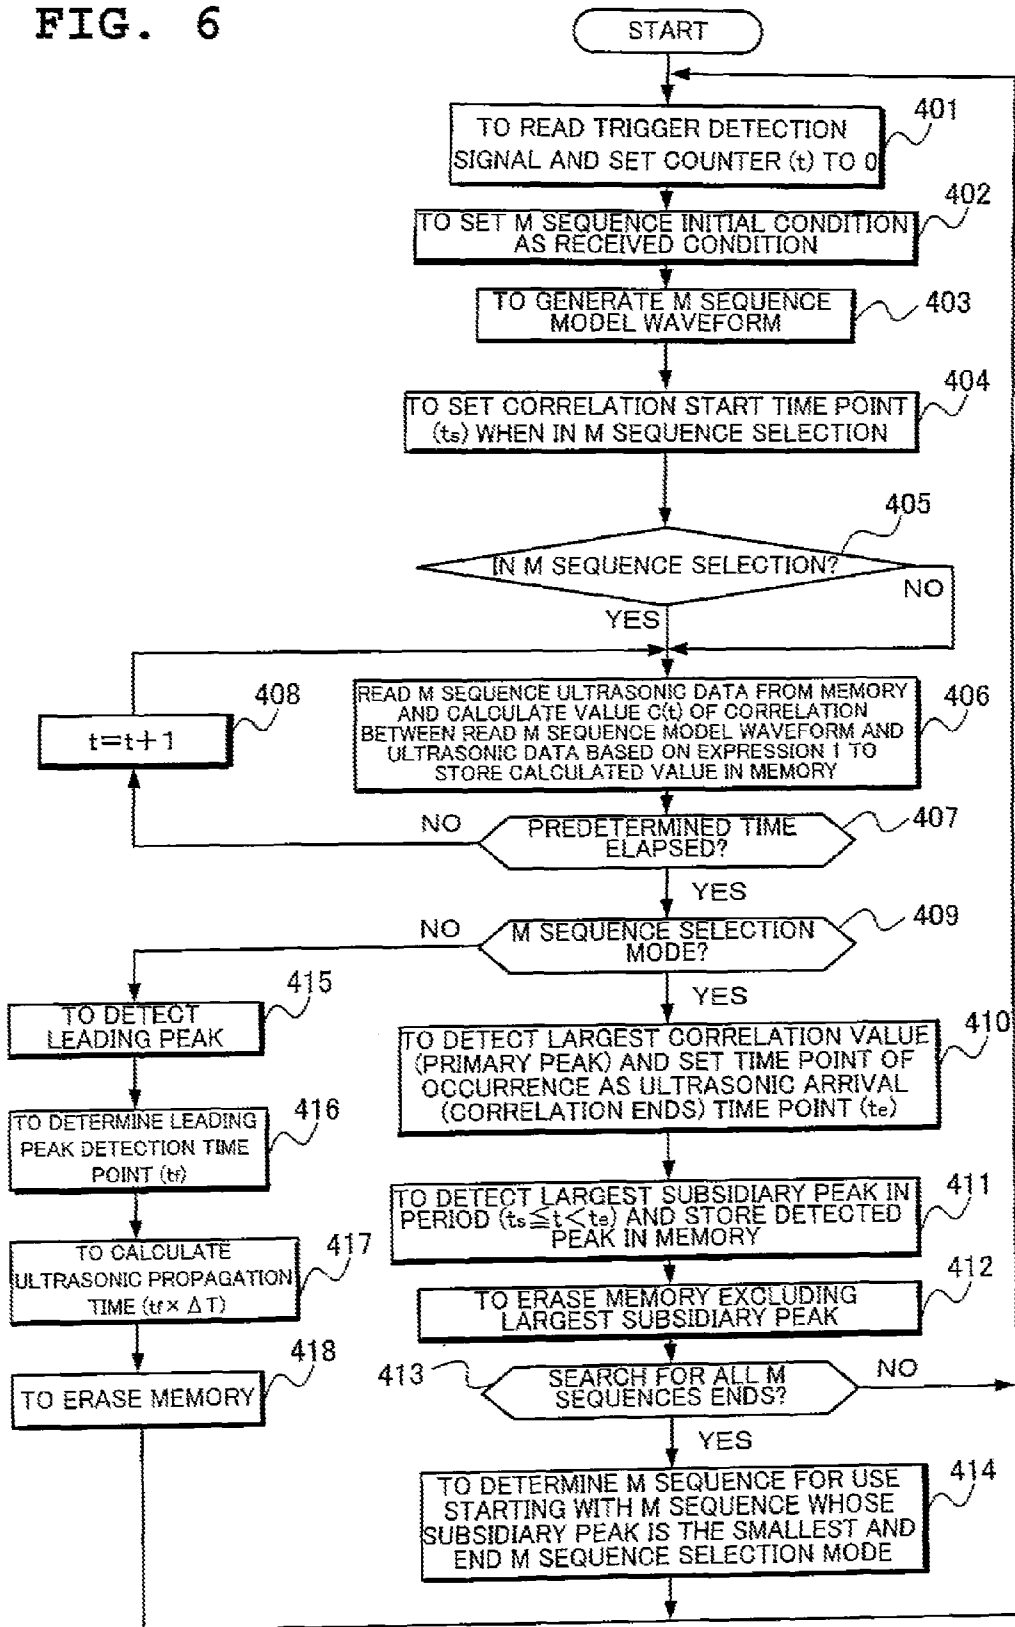 FIG. 6
START
TO READ TRIGGER DETECTION
SIGNAL AND SET COUNTER (t) TO 0
401
TO SET M SEQUENCE INITIAL CONDITION
AS RECEIVED CONDITION
402
TO GENERATE M SEQUENCE
MODEL WAVEFORM
403
TO SET CORRELATION START TIME POINT
(ts) WHEN IN M SEQUENCE SELECTION
404
IN M SEQUENCE SELECTION?
405
NO
YES
READ M SEQUENCE ULTRASONIC DATA FROM MEMORY
AND CALCULATE VALUE C(t) OF CORRELATION
BETWEEN READ M SEQUENCE MODEL WAVEFORM AND
ULTRASONIC DATA BASED ON EXPRESSION 1 TO
STORE CALCULATED VALUE IN MEMORY
406
408
t=t+1
PREDETERMINED TIME
ELAPSED?
407
NO
YES
M SEQUENCE SELECTION
MODE?
409
NO
YES
TO DETECT
LEADING PEAK
415
TO DETERMINE LEADING
PEAK DETECTION TIME
POINT (tf)
416
TO CALCULATE
ULTRASONIC PROPAGATION
TIME (tf× ΔT)
417
TO ERASE MEMORY
418
TO DETECT LARGEST CORRELATION VALUE
(PRIMARY PEAK) AND SET TIME POINT OF
OCCURRENCE AS ULTRASONIC ARRIVAL
(CORRELATION ENDS) TIME POINT (te)
410
TO DETECT LARGEST SUBSIDIARY PEAK IN
PERIOD (ts≦t<te) AND STORE DETECTED
PEAK IN MEMORY
411
TO ERASE MEMORY EXCLUDING
LARGEST SUBSIDIARY PEAK
412
413
SEARCH FOR ALL M
SEQUENCES ENDS?
NO
YES
TO DETERMINE M SEQUENCE FOR USE
STARTING WITH M SEQUENCE WHOSE
SUBSIDIARY PEAK IS THE SMALLEST AND
END M SEQUENCE SELECTION MODE
414